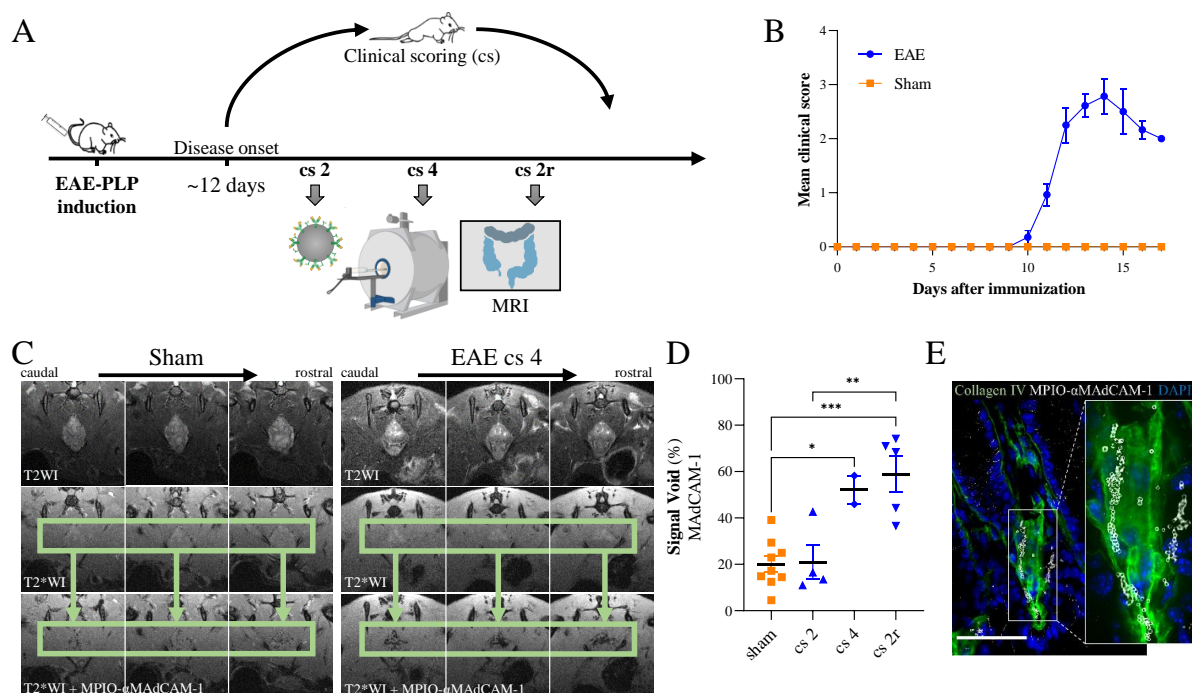 A
Clinical scoring (cs)
Disease onset
cs 2
cs 4
cs 2r
EAE-PLP
induction
~12 days
MRI
B
4
3
2
1
0
Mean clinical score
EAE
Sham
0
5
10
15
Days after immunization
C
Sham
caudal
rostral
T2WI
T2*WI
T2*WI + MPIO-αMAdCAM-1
EAE cs 4
caudal
rostral
T2WI
T2*WI
T2*WI + MPIO-αMAdCAM-1
D
Signal Void (%)
MAdCAM-1
100
80
60
40
20
0
**
***
*
sham
cs 2
cs 4
cs 2r
E
Collagen IV MPIO-αMAdCAM-1 DAPI